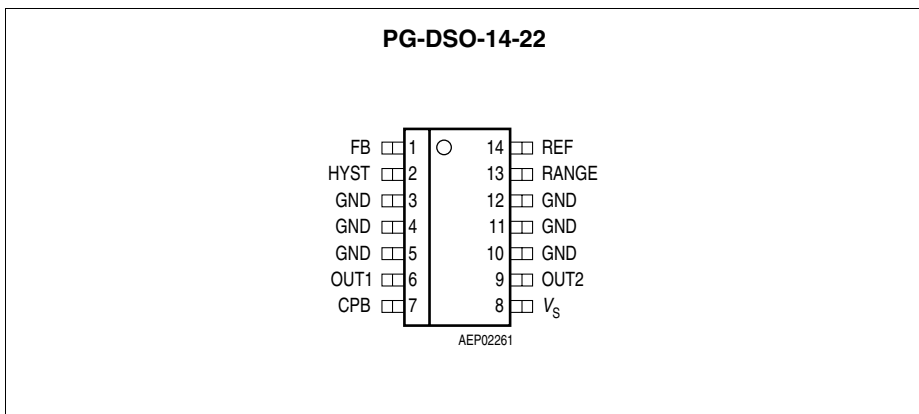 PG-DSO-14-22
FB 1 14 REF
HYST 2 13 RANGE
GND 3 12 GND
GND 4 11 GND
GND 5 10 GND
OUT1 6 9 OUT2
CPB 7 8 VS
AEP02261